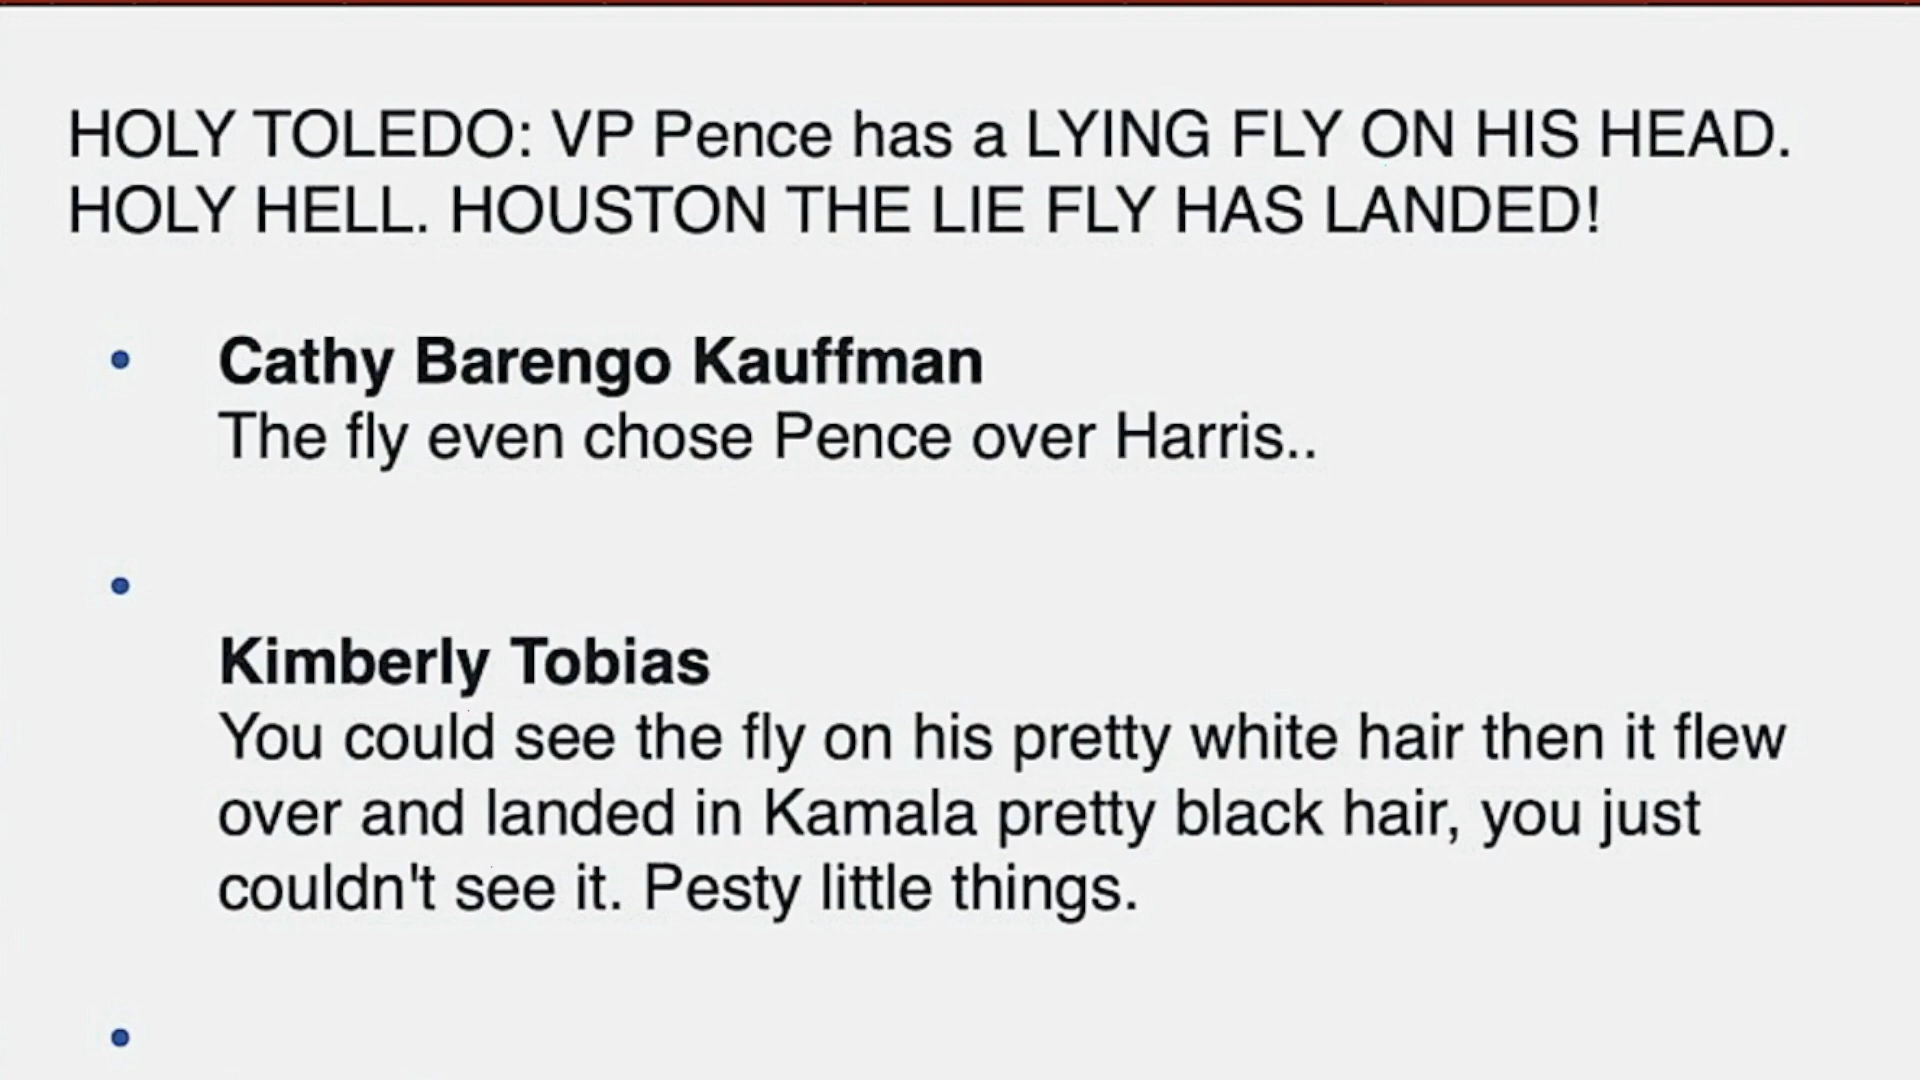 HOLY TOLEDO: VP Pence has a LYING FLY ON HIS HEAD.
HOLY HELL. HOUSTON THE LIE FLY HAS LANDED!
Cathy Barengo Kauffman
The fly even chose Pence over Harris..
Kimberly Tobias
You could see the fly on his pretty white hair then it flew
over and landed in Kamala pretty black hair, you just
couldn't see it. Pesty little things.